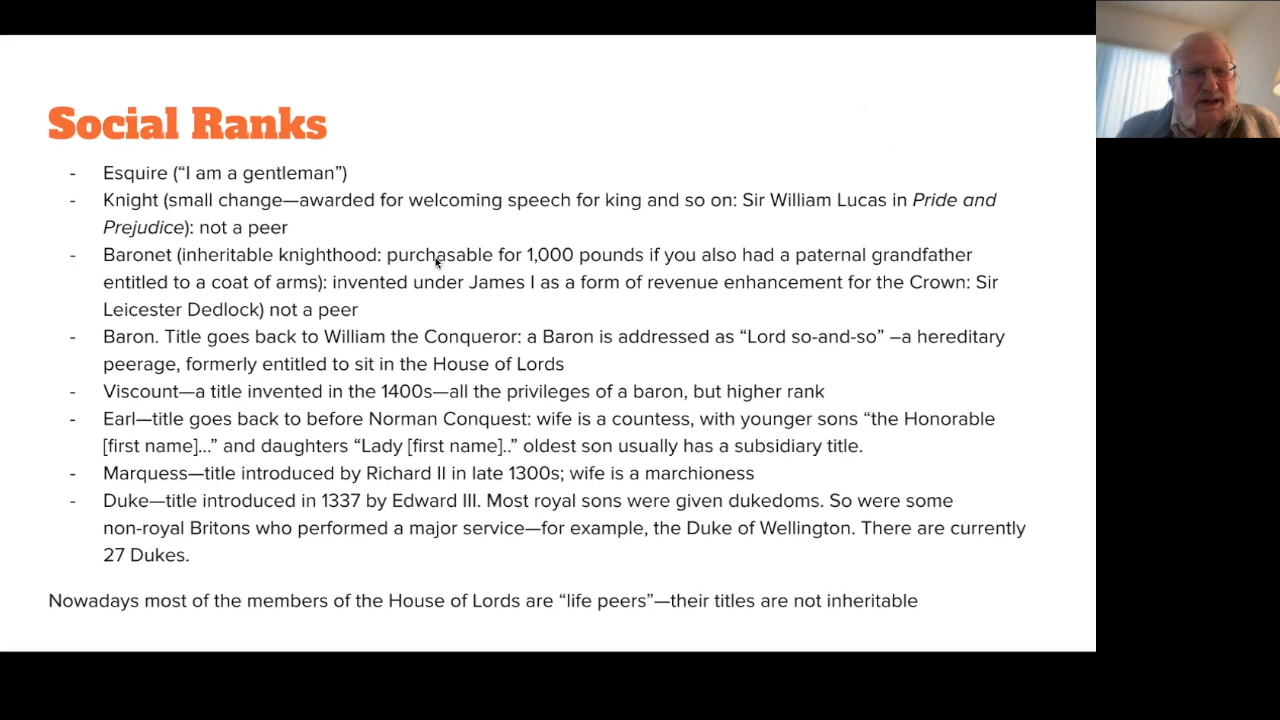 Social Ranks
- Esquire (“I am a gentleman”)
- Knight (small change—awarded for welcoming speech for king and so on: Sir William Lucas in Pride and
Prejudice): not a peer
- Baronet (inheritable knighthood: purchasable for 1,000 pounds if you also had a paternal grandfather
entitled to a coat of arms): invented under James I as a form of revenue enhancement for the Crown: Sir
Leicester Dedlock) not a peer
- Baron. Title goes back to William the Conqueror: a Baron is addressed as “Lord so-and-so” –a hereditary
peerage, formerly entitled to sit in the House of Lords
- Viscount—a title invented in the 1400s—all the privileges of a baron, but higher rank
- Earl—title goes back to before Norman Conquest: wife is a countess, with younger sons “the Honorable
[first name]...” and daughters “Lady [first name]..” oldest son usually has a subsidiary title.
- Marquess—title introduced by Richard II in late 1300s; wife is a marchioness
- Duke—title introduced in 1337 by Edward III. Most royal sons were given dukedoms. So were some
non-royal Britons who performed a major service—for example, the Duke of Wellington. There are currently
27 Dukes.
Nowadays most of the members of the House of Lords are “life peers”—their titles are not inheritable